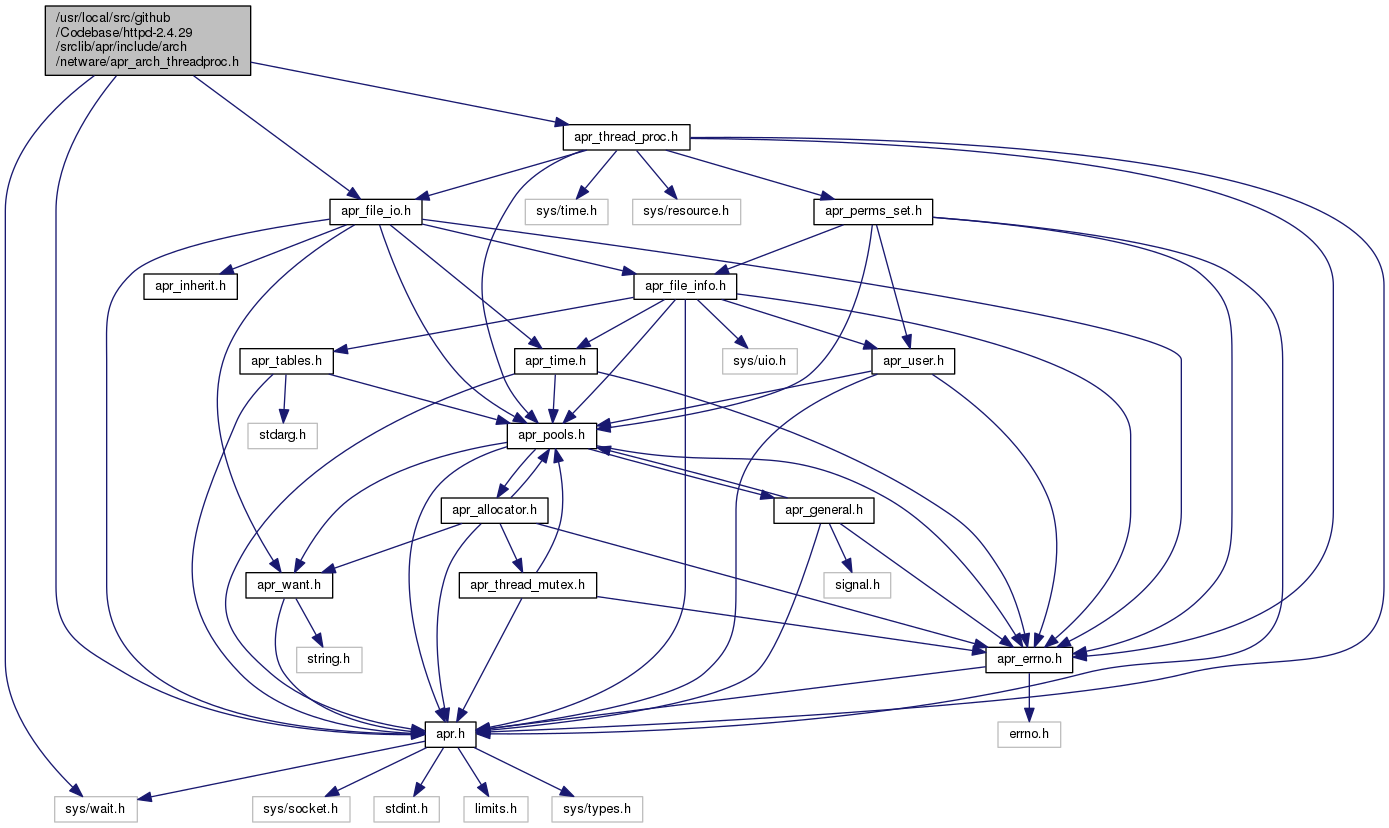 /usr/local/src/github
/Codebase/httpd-2.4.29
/srclib/apr/include/arch
/netware/apr_arch_threadproc.h
apr_thread_proc.h
apr_file_io.h
sys/time.h
sys/resource.h
apr_perms_set.h
apr_inherit.h
apr_file_info.h
apr_tables.h
apr_time.h
sys/uio.h
apr_user.h
stdarg.h
apr_pools.h
apr_allocator.h
apr_general.h
apr_want.h
apr_thread_mutex.h
signal.h
string.h
apr_errno.h
apr.h
errno.h
sys/wait.h
sys/socket.h
stdint.h
limits.h
sys/types.h